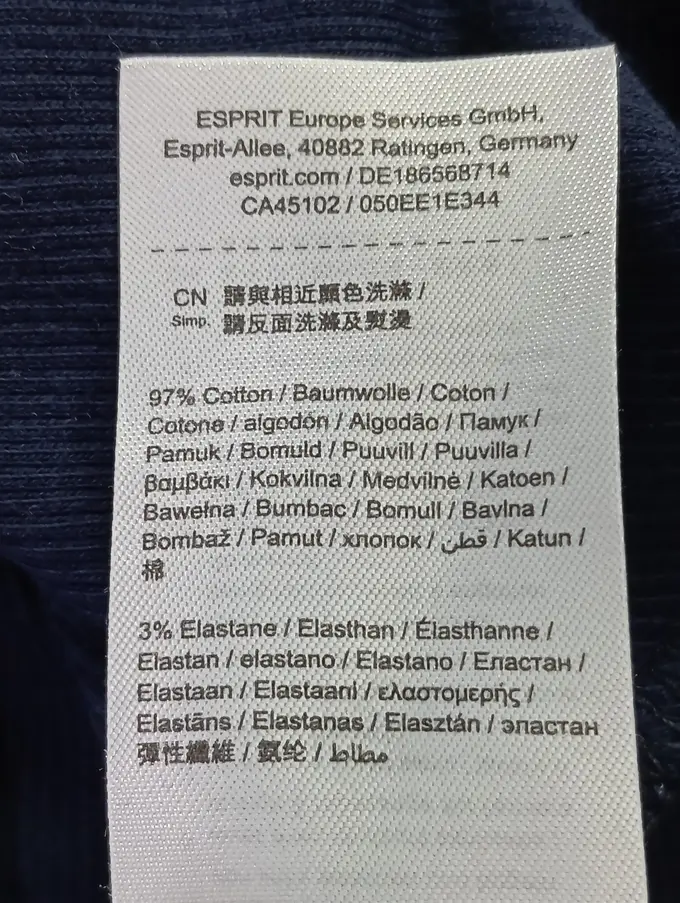 ESPRIT Europe Services GmbH,
Esprit-Allee, 40882 Ratingen, Germany
esprit.com / DE186568714
CA45102 / 050EE1E344
CN 請與相近顏色洗滌 /
Simp. 請反面洗滌及熨燙
97% Cotton / Baumwolle / Coton /
Cotone / algodón / Algodão / Памук /
Pamuk / Bomuld / Puuvill / Puuvilla /
βαμβάκι / Kokvilna / Medvilnė / Katoen /
Bawełna / Bumbac / Bomull / Bavlna /
Bombaž / Pamut / хлопок / قطن / Katun /
棉
3% Elastane / Elasthan / Élasthanne /
Elastan / elastano / Elastano / Еластан /
Elastaan / Elastaani / ελαστομερής /
Elastāns / Elastanas / Elasztán / эластан
彈性纖維 / 氨纶 / مطاط